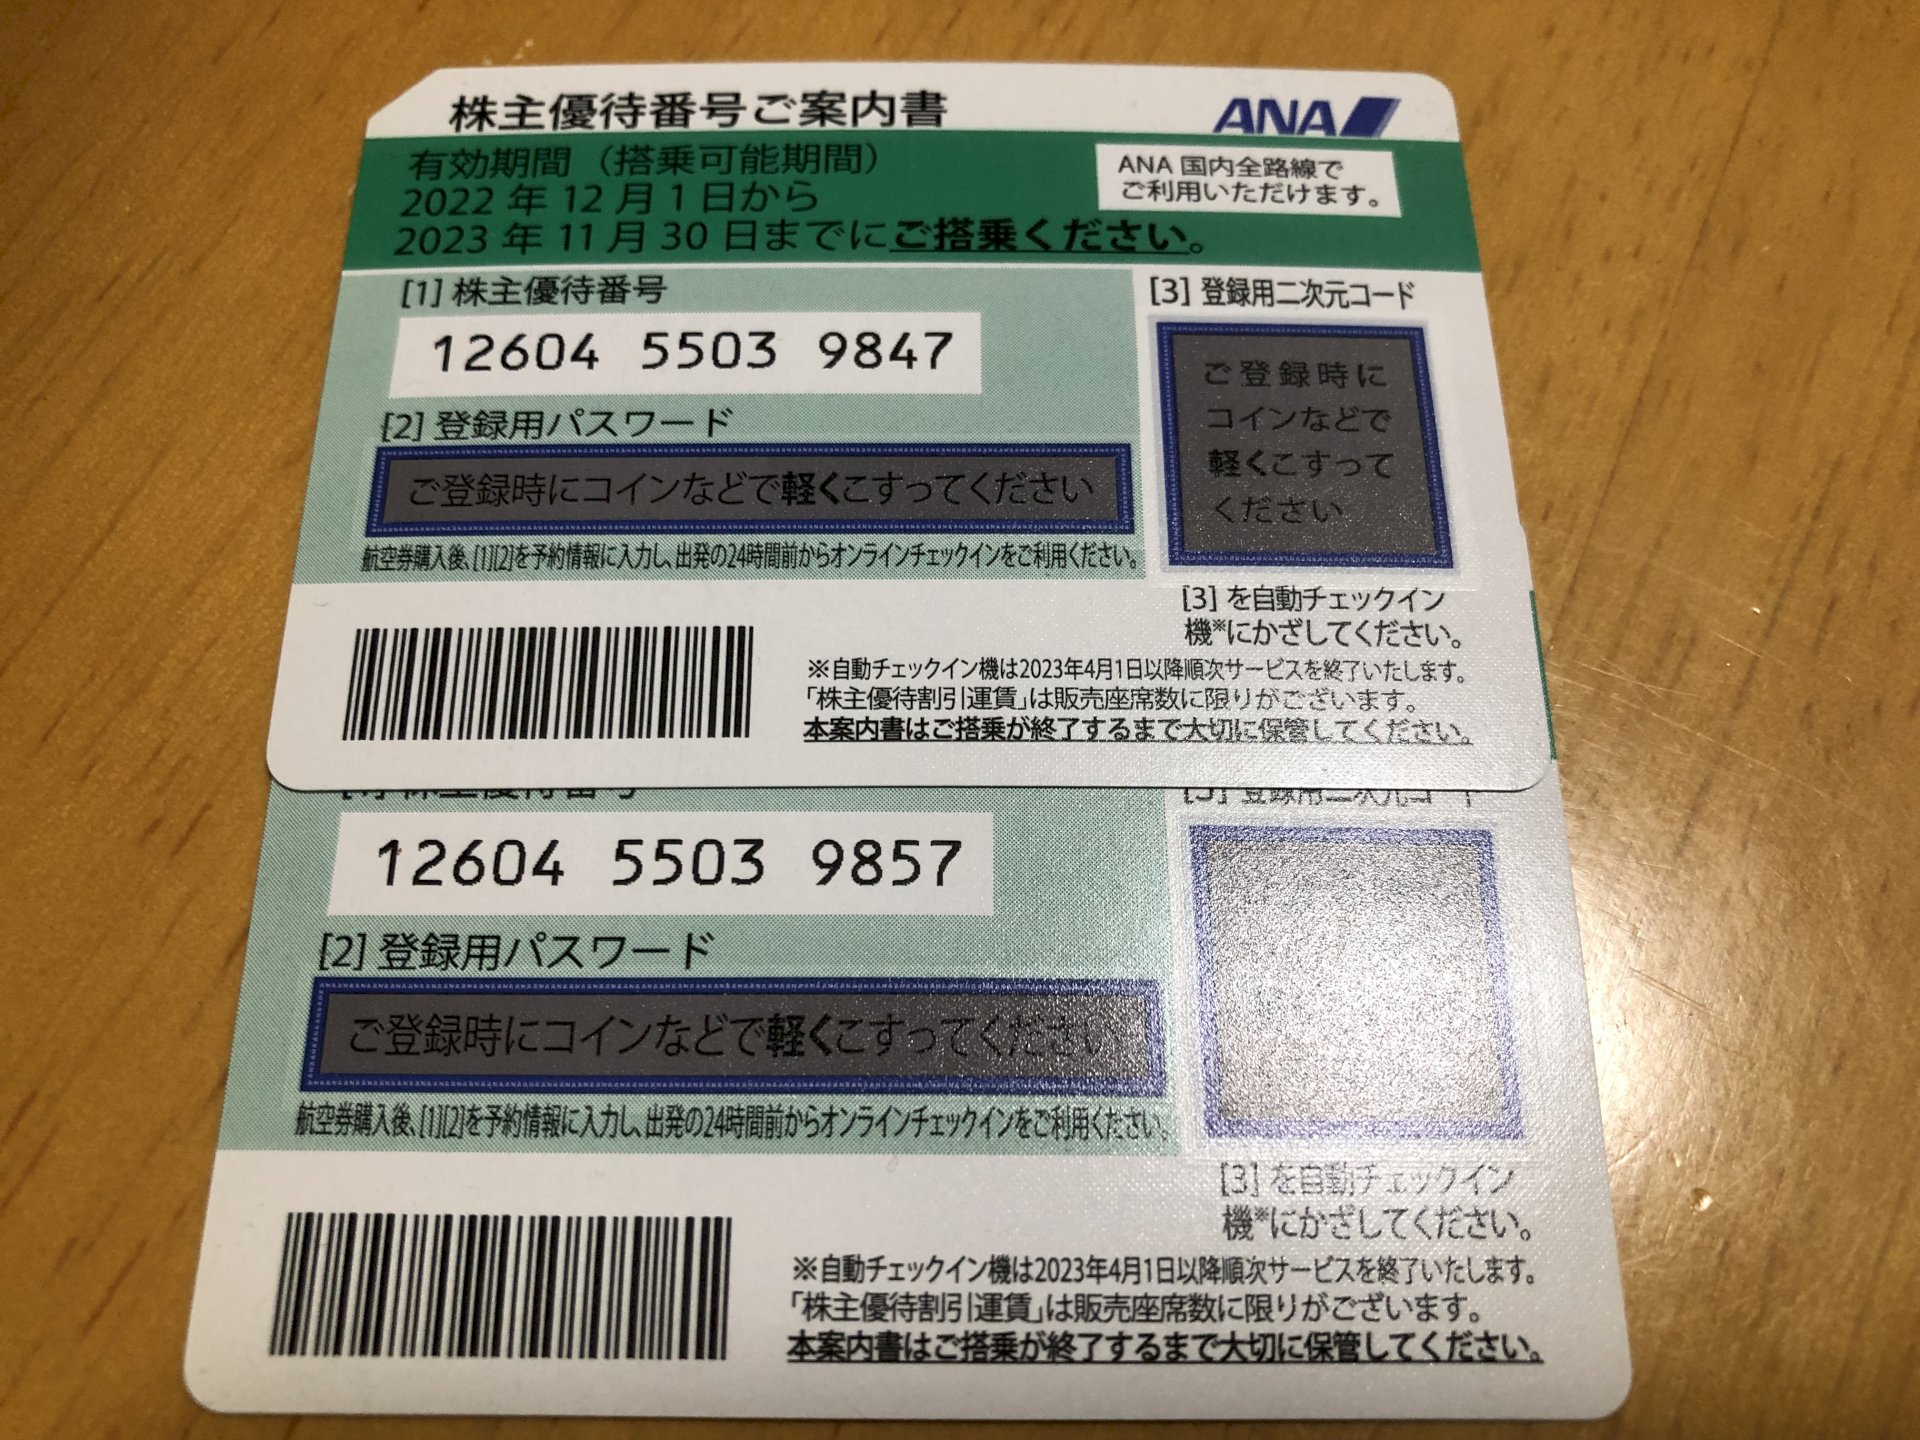 株主優待番号ご案内書
ANA
有効期間（搭乗可能期間）
2022 年 12 月 1 日から
2023 年 11 月 30 日までにご搭乗ください。
ANA 国内全路線で
ご利用いただけます。
[1] 株主優待番号
12604 5503 9847
[2] 登録用パスワード
ご登録時にコインなどで軽くこすってください
航空券購入後、[1][2]を予約情報に入力し、出発の24時間前からオンラインチェックインをご利用ください。
[3] 登録用二次元コード
ご登録時に
コインなどで
軽くこすって
ください
[3] を自動チェックイン
機※にかざしてください。
※自動チェックイン機は2023年4月1日以降順次サービスを終了いたします。
「株主優待割引運賃」は販売座席数に限りがございます。
本案内書はご搭乗が終了するまで大切に保管してください。
[1] 株主優待番号
12604 5503 9857
[2] 登録用パスワード
ご登録時にコインなどで軽くこすってください
航空券購入後、[1][2]を予約情報に入力し、出発の24時間前からオンラインチェックインをご利用ください。
[3] 登録用二次元コード
[3] を自動チェックイン
機※にかざしてください。
※自動チェックイン機は2023年4月1日以降順次サービスを終了いたします。
「株主優待割引運賃」は販売座席数に限りがございます。
本案内書はご搭乗が終了するまで大切に保管してください。